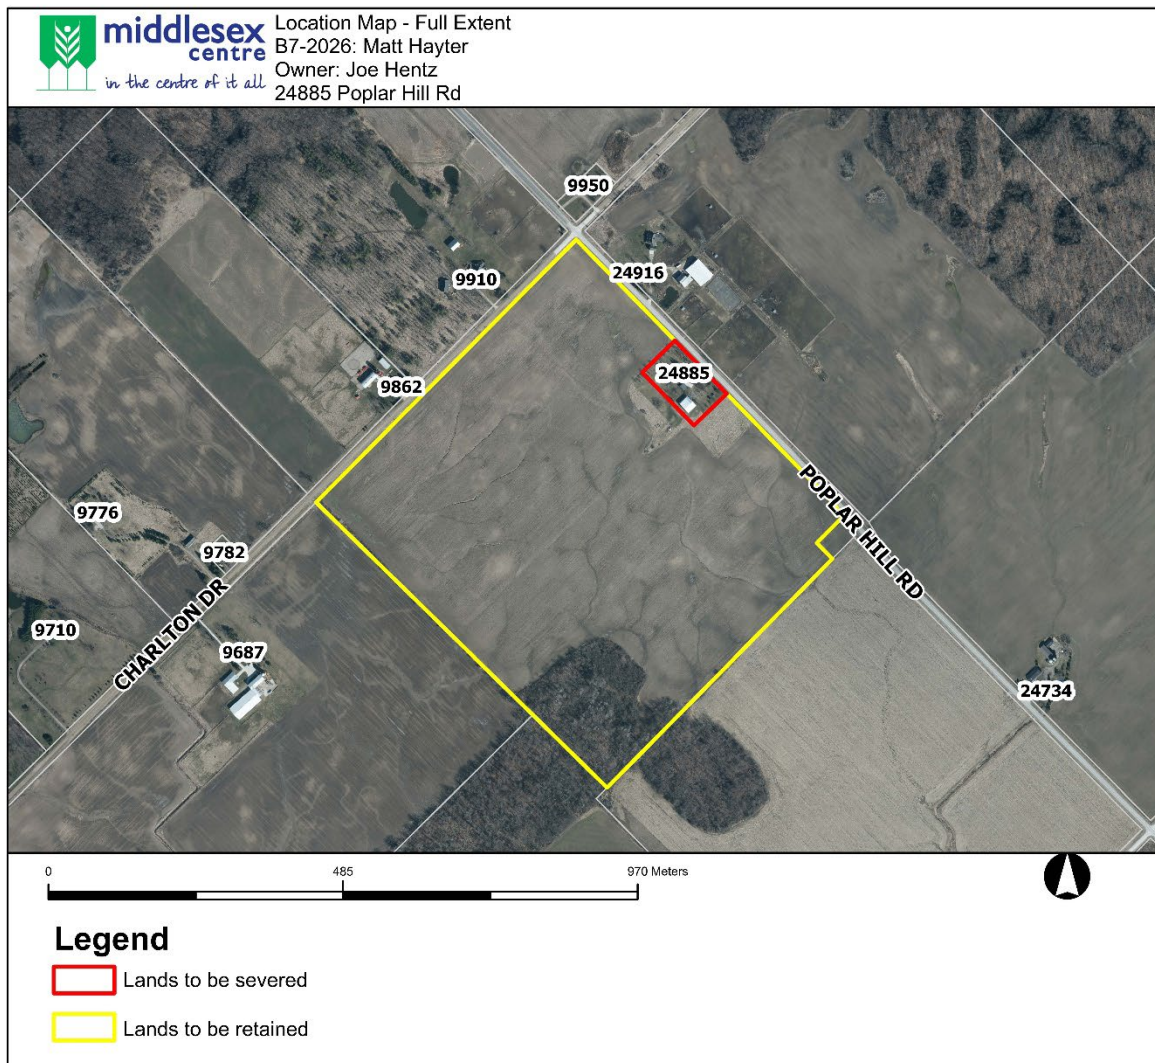 middlesex
centre
in the centre of it all
Location Map - Full Extent
B7-2026: Matt Hayter
Owner: Joe Hentz
24885 Poplar Hill Rd
9950
24916
9910
24885
9862
POPLAR HILL RD
9776
9782
CHARLTON DR
9710
9687
24734
0
485
970 Meters
Legend
Lands to be severed
Lands to be retained